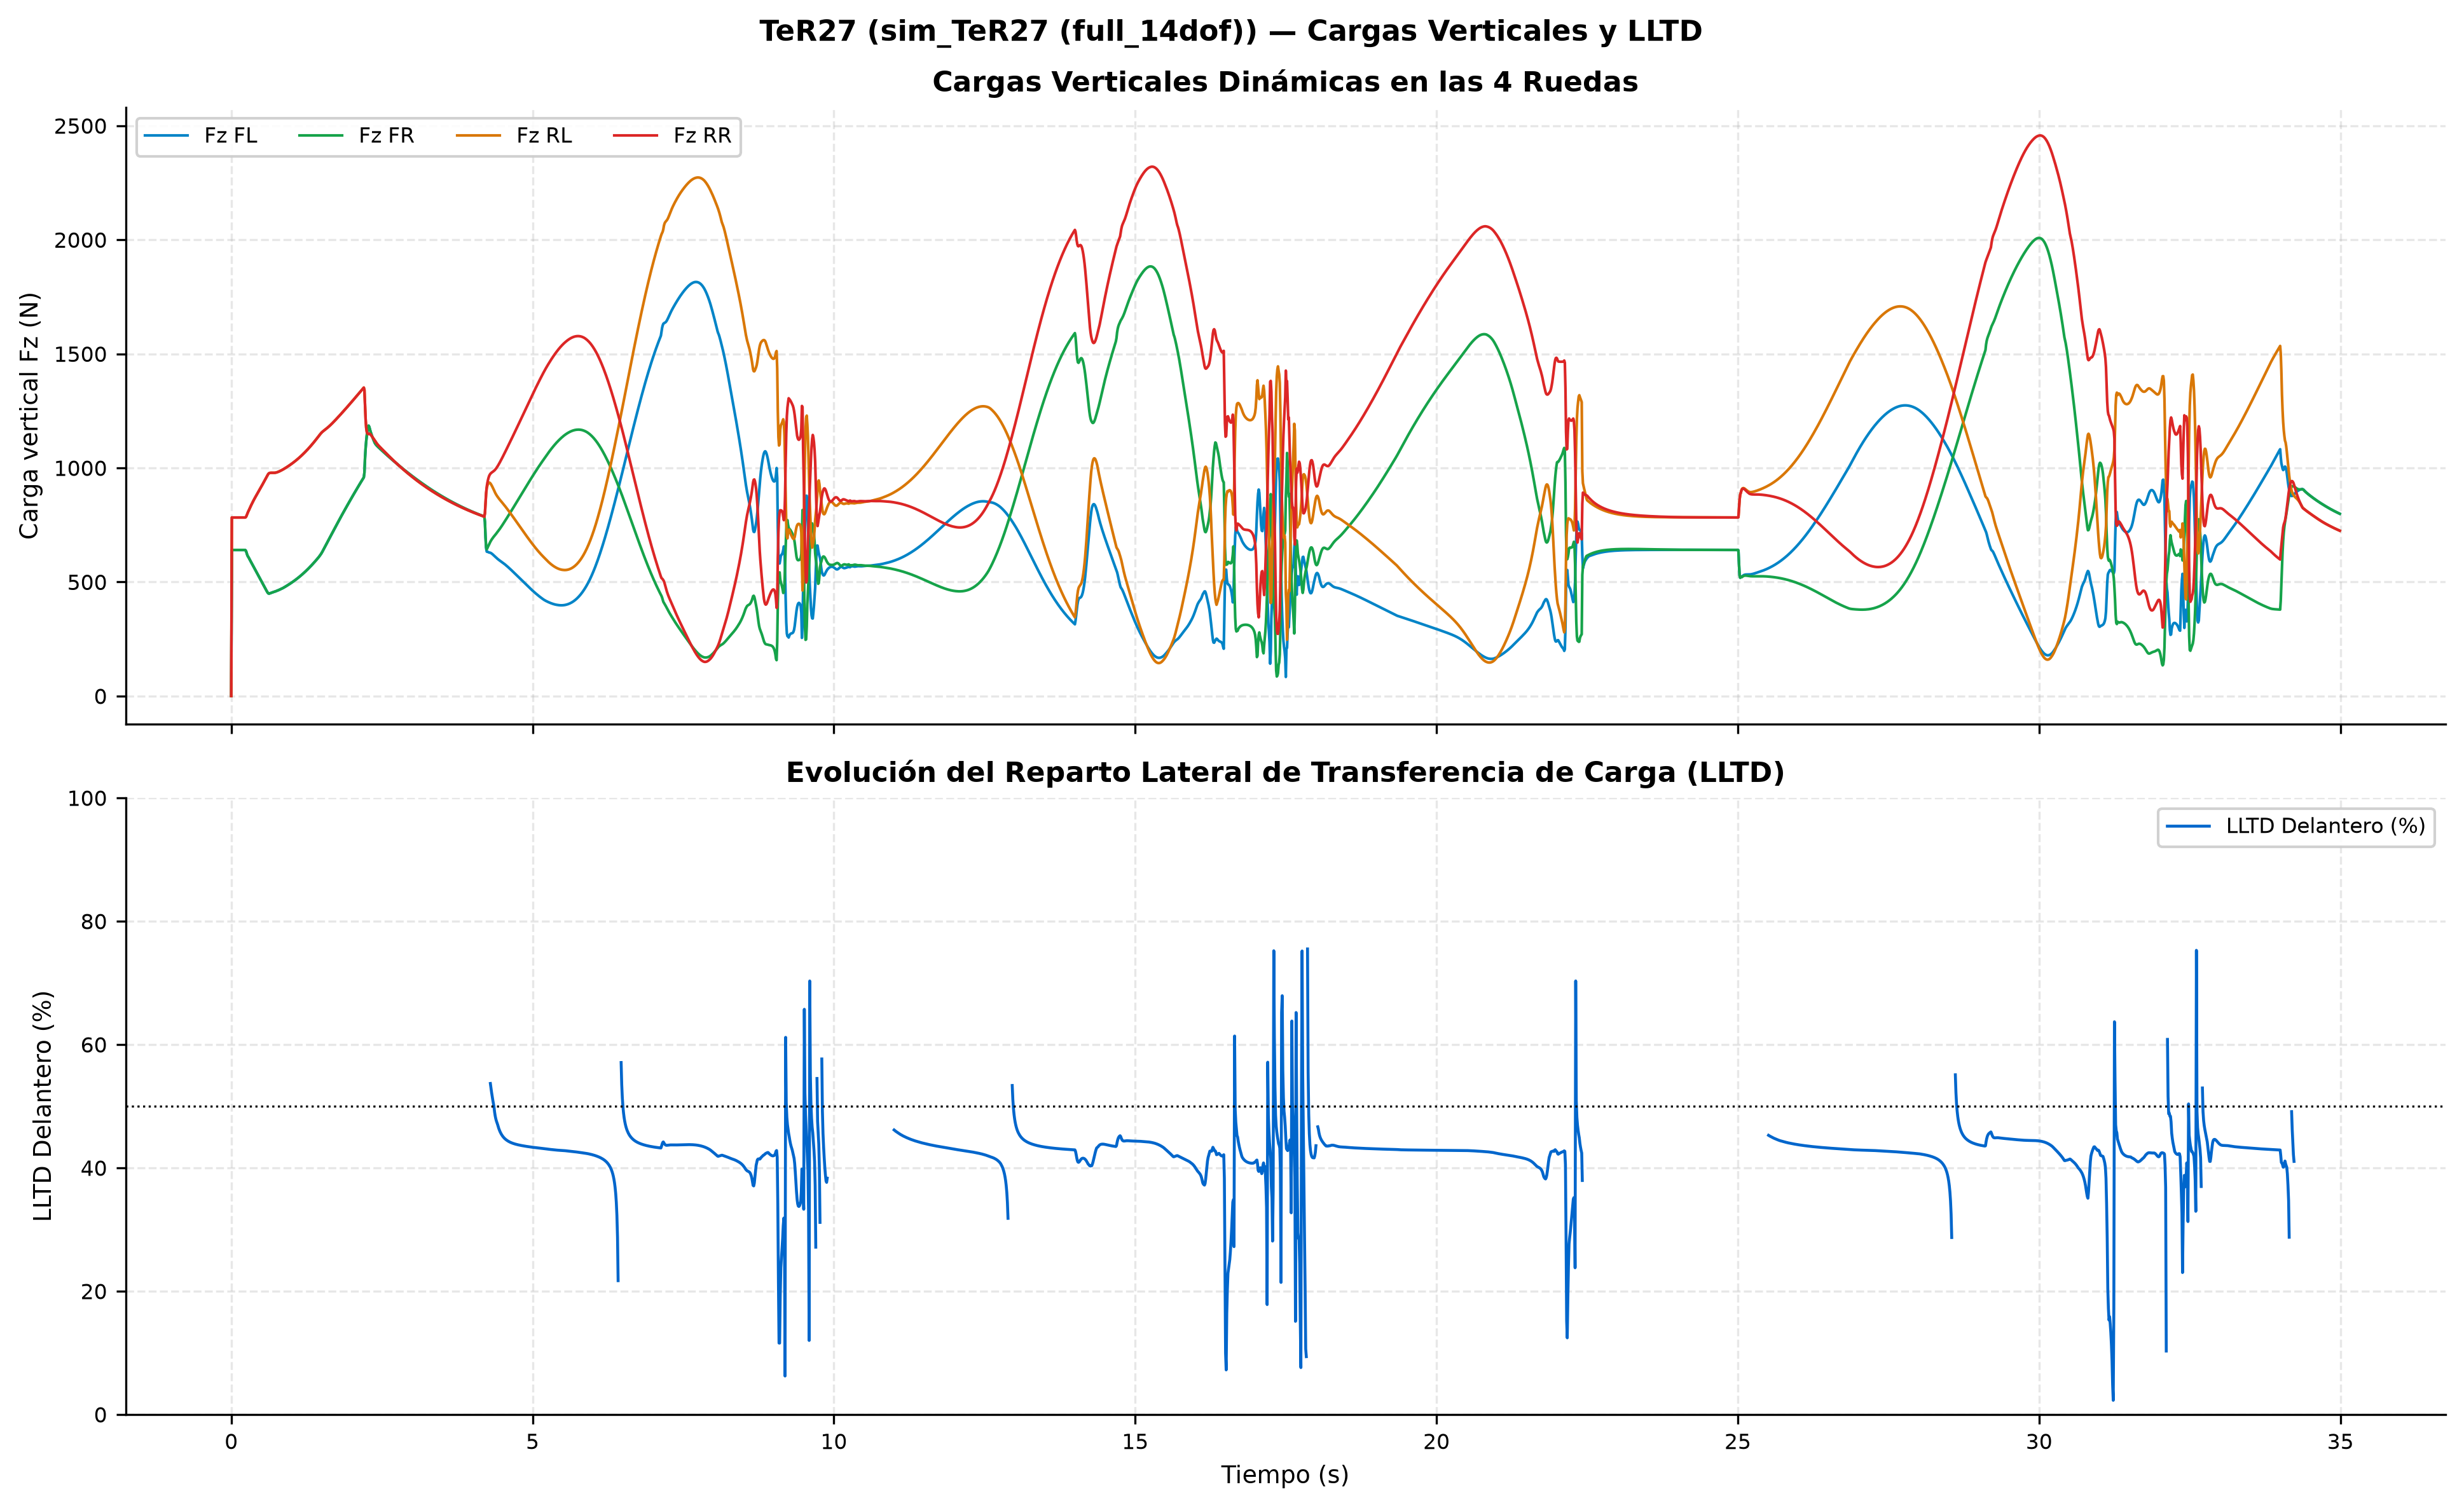 TeR27 (sim_TeR27 (full_14dof)) — Cargas Verticales y LLTD
Cargas Verticales Dinámicas en las 4 Ruedas
Fz FL
Fz FR
Fz RL
Fz RR
Carga vertical Fz (N)
2500
2000
1500
1000
500
0
Evolución del Reparto Lateral de Transferencia de Carga (LLTD)
LLTD Delantero (%)
LLTD Delantero (%)
100
80
60
40
20
0
0
5
10
15
20
25
30
35
Tiempo (s)